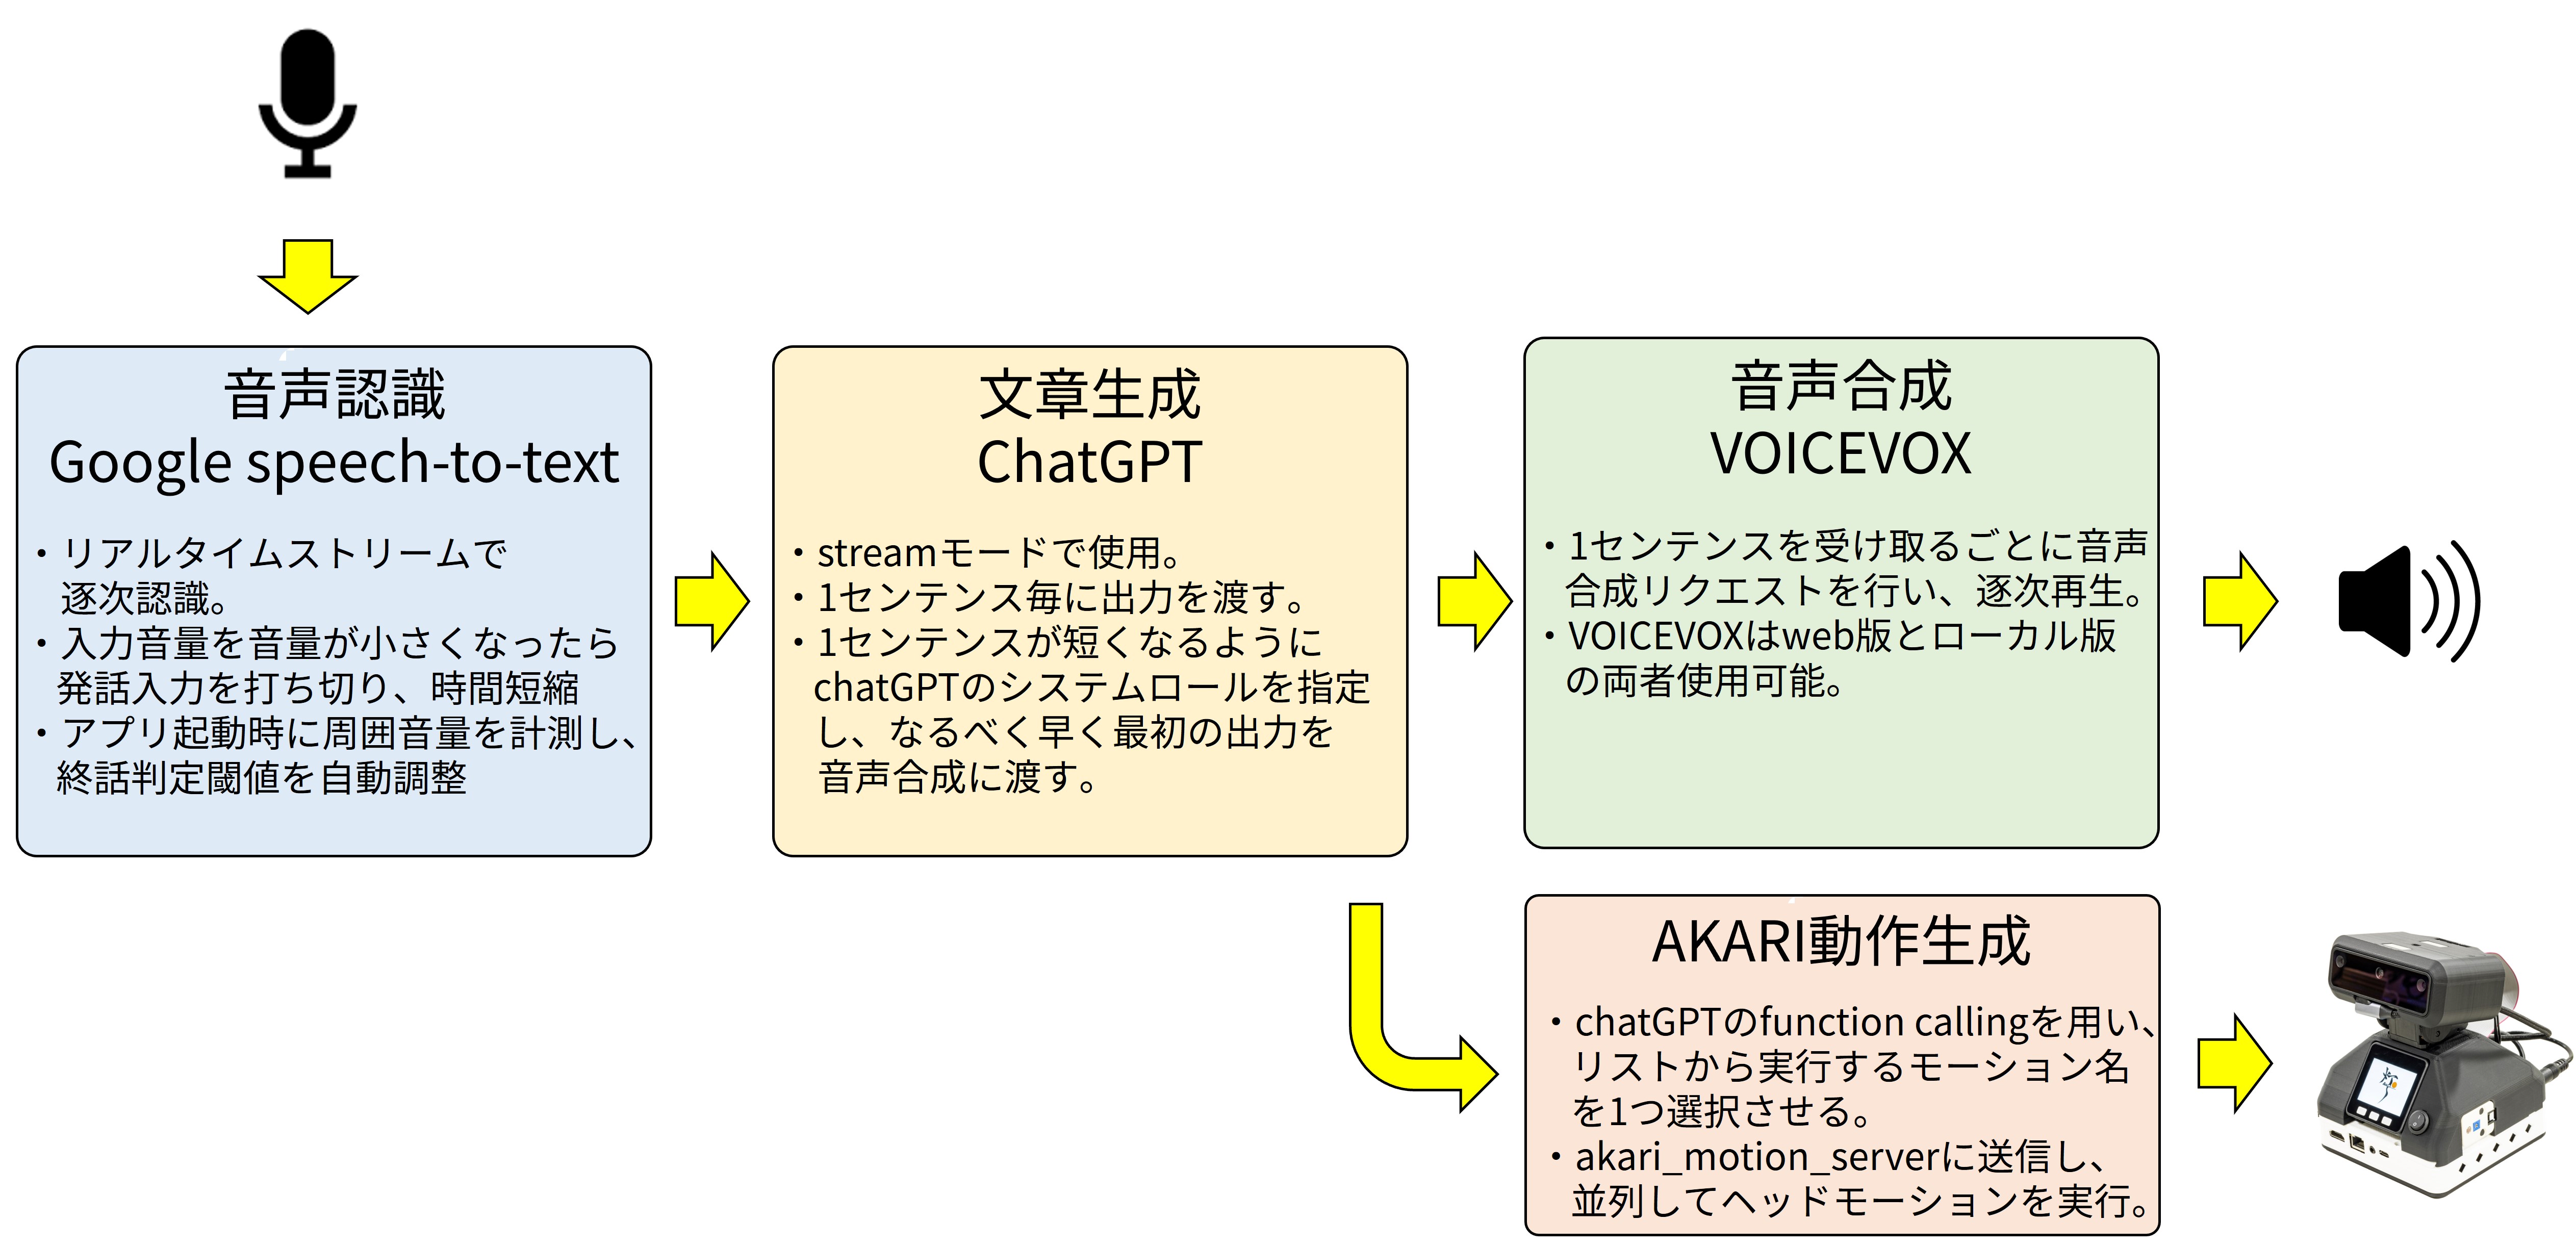 音声認識
Google speech-to-text
・リアルタイムストリームで
逐次認識。
・入力音量を音量が小さくなったら
発話入力を打ち切り、時間短縮
・アプリ起動時に周囲音量を計測し、
終話判定閾値を自動調整
文章生成
ChatGPT
・streamモードで使用。
・1センテンス毎に出力を渡す。
・1センテンスが短くなるように
chatGPTのシステムロールを指定
し、なるべく早く最初の出力を
音声合成に渡す。
音声合成
VOICEVOX
・1センテンスを受け取るごとに音声
合成リクエストを行い、逐次再生。
・VOICEVOXはweb版とローカル版
の両者使用可能。
AKARI動作生成
・chatGPTのfunction callingを用い、
リストから実行するモーション名
を1つ選択させる。
・akari_motion_serverに送信し、
並列してヘッドモーションを実行。